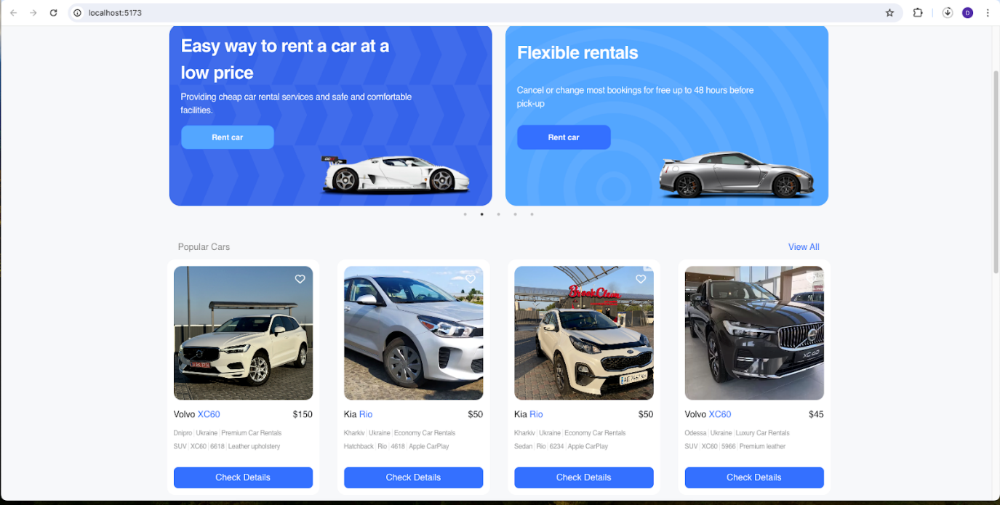 localhost:5173
D
Easy way to rent a car at a
low price
Providing cheap car rental services and safe and comfortable
facilities.
Rent car
Flexible rentals
Cancel or change most bookings for free up to 48 hours before
pick-up
Rent car
Popular Cars
View All
Volvo XC60 $150
Dnipro | Ukraine | Premium Car Rentals
SUV | XC60 | 6618 | Leather upholstery
Check Details
Kia Rio $50
Kharkiv | Ukraine | Economy Car Rentals
Hatchback | Rio | 4618 | Apple CarPlay
Check Details
BrookClean
AE 7667 KH
Kia Rio $50
Kharkiv | Ukraine | Economy Car Rentals
Sedan | Rio | 6234 | Apple CarPlay
Check Details
XC60
Volvo XC60 $45
Odessa | Ukraine | Luxury Car Rentals
SUV | XC60 | 5966 | Premium leather
Check Details